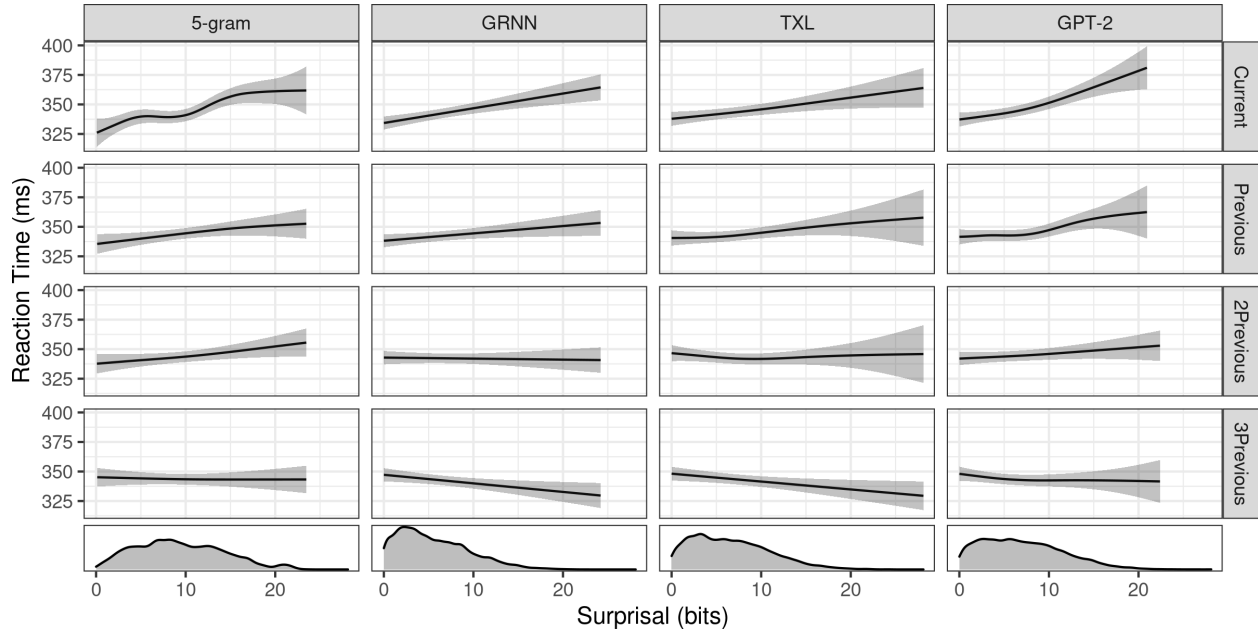 5-gram GRNN TXL GPT-2
Reaction Time (ms)
400
375
350
325
Current
400
375
350
325
Previous
400
375
350
325
2Previous
400
375
350
325
3Previous
0 10 20 0 10 20 0 10 20 0 10 20
Surprisal (bits)